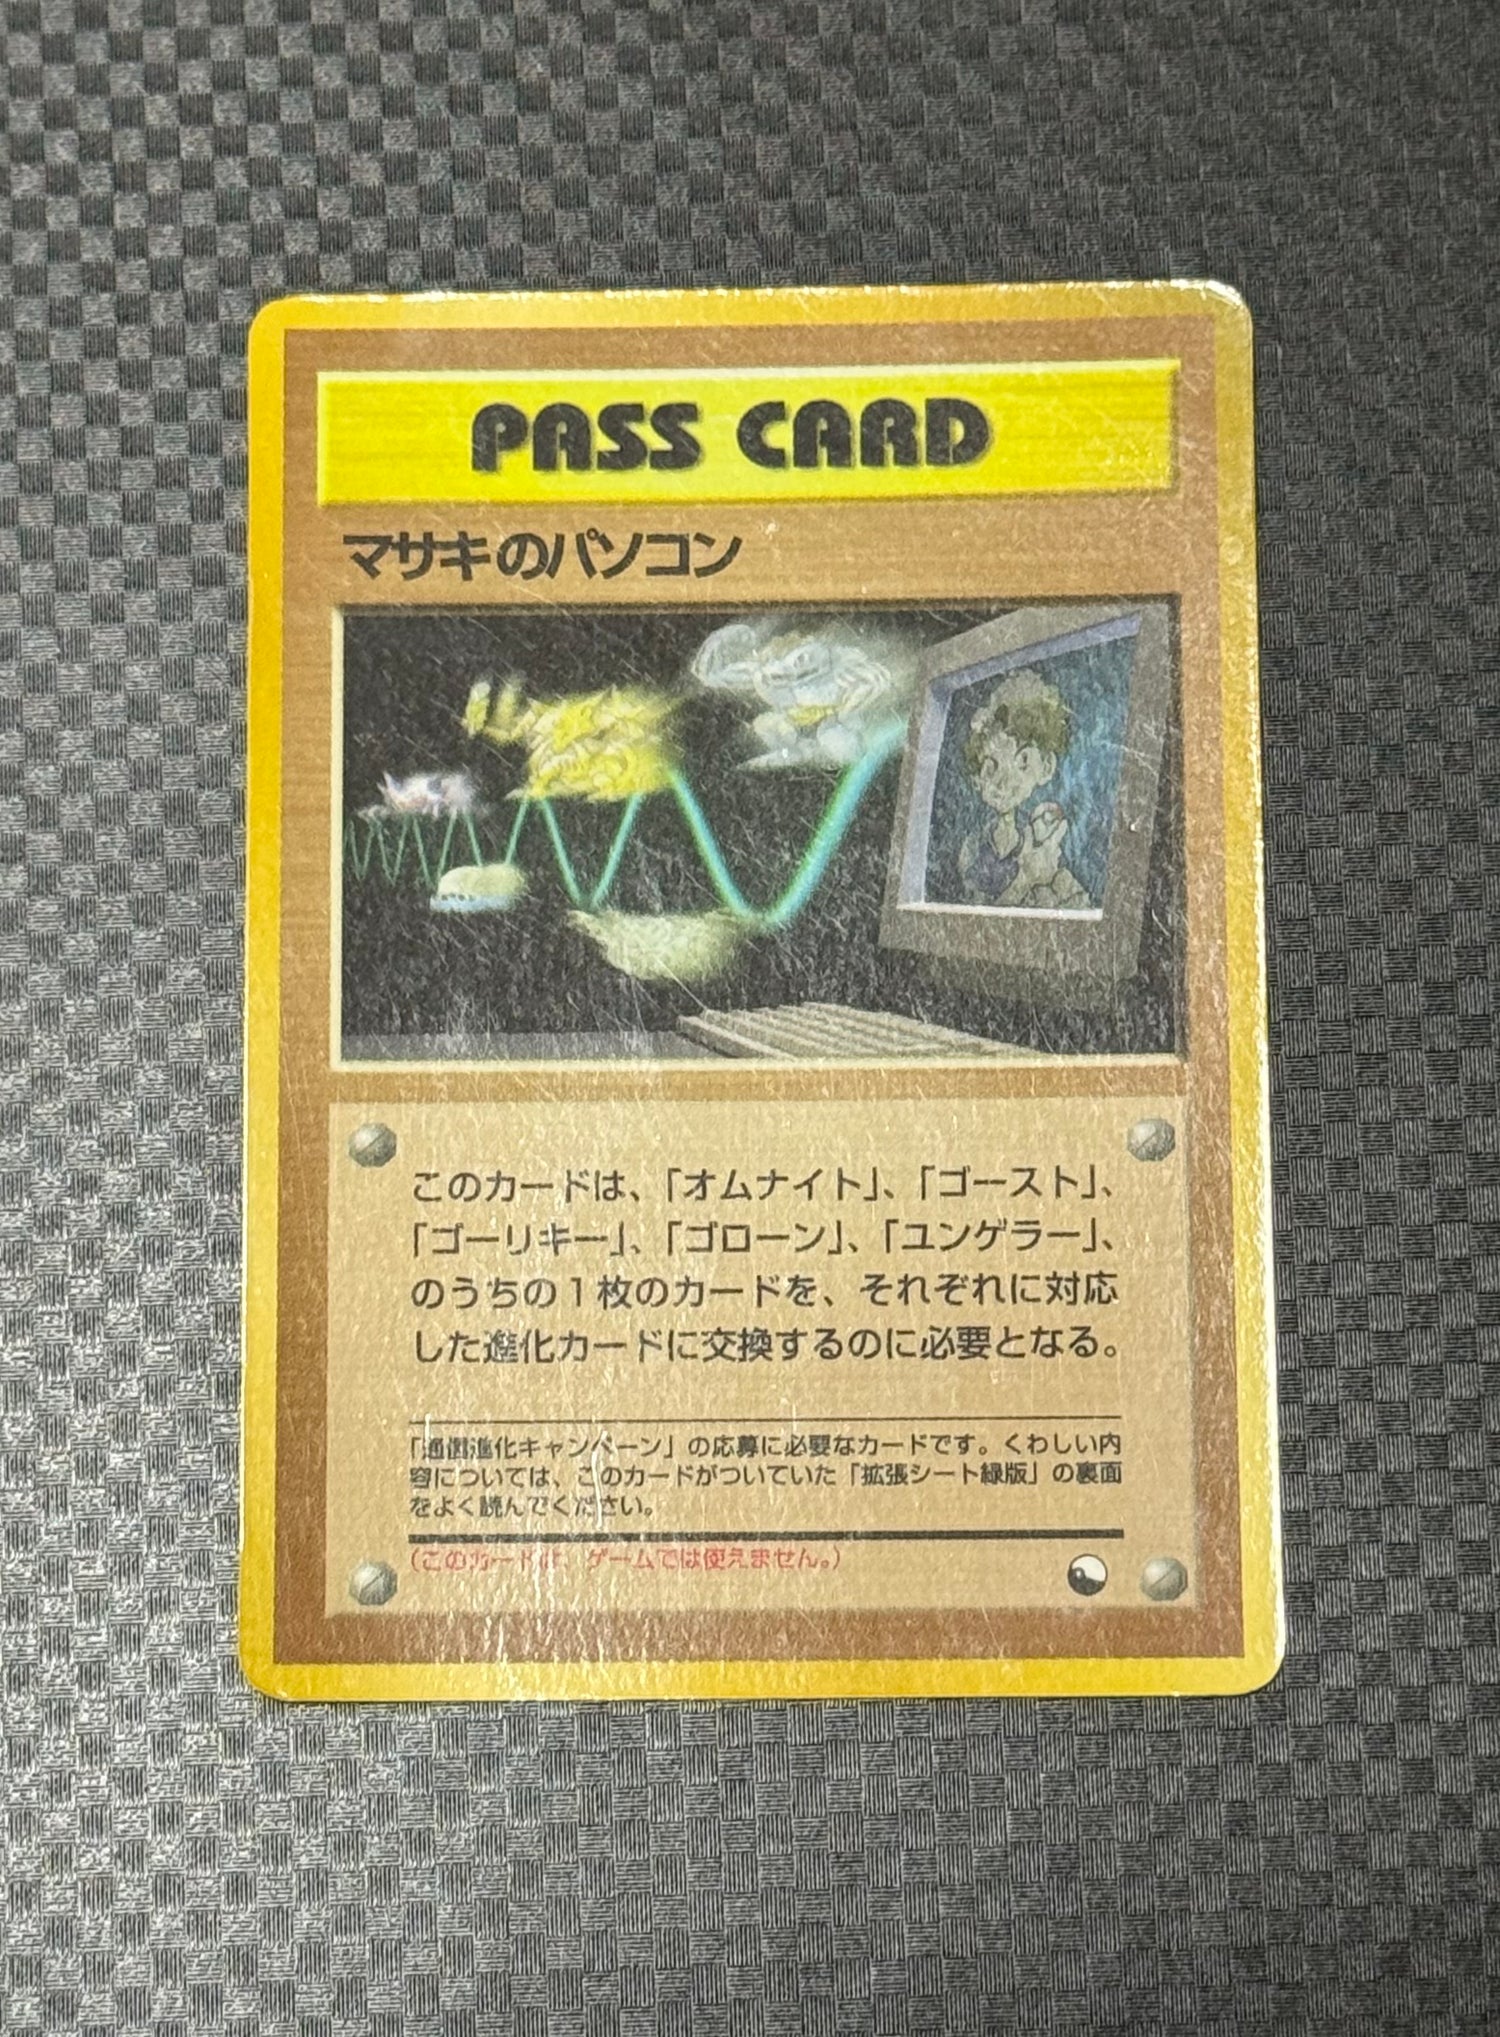 PASS CARD
マサキのパソコン
このカードは、「オムナイト」、「ゴースト」、
「ゴーリキー」、「ゴローン」、「ユンゲラー」、
のうちの1枚のカードを、それぞれに対応
した進化カードに交換するのに必要となる。
「通信進化キャンペーン」の応募に必要なカードです。くわしい内
容については、このカードがついていた「拡張シート緑版」の裏面
をよく読んでください。
(このカードは、ゲームでは使えません。)